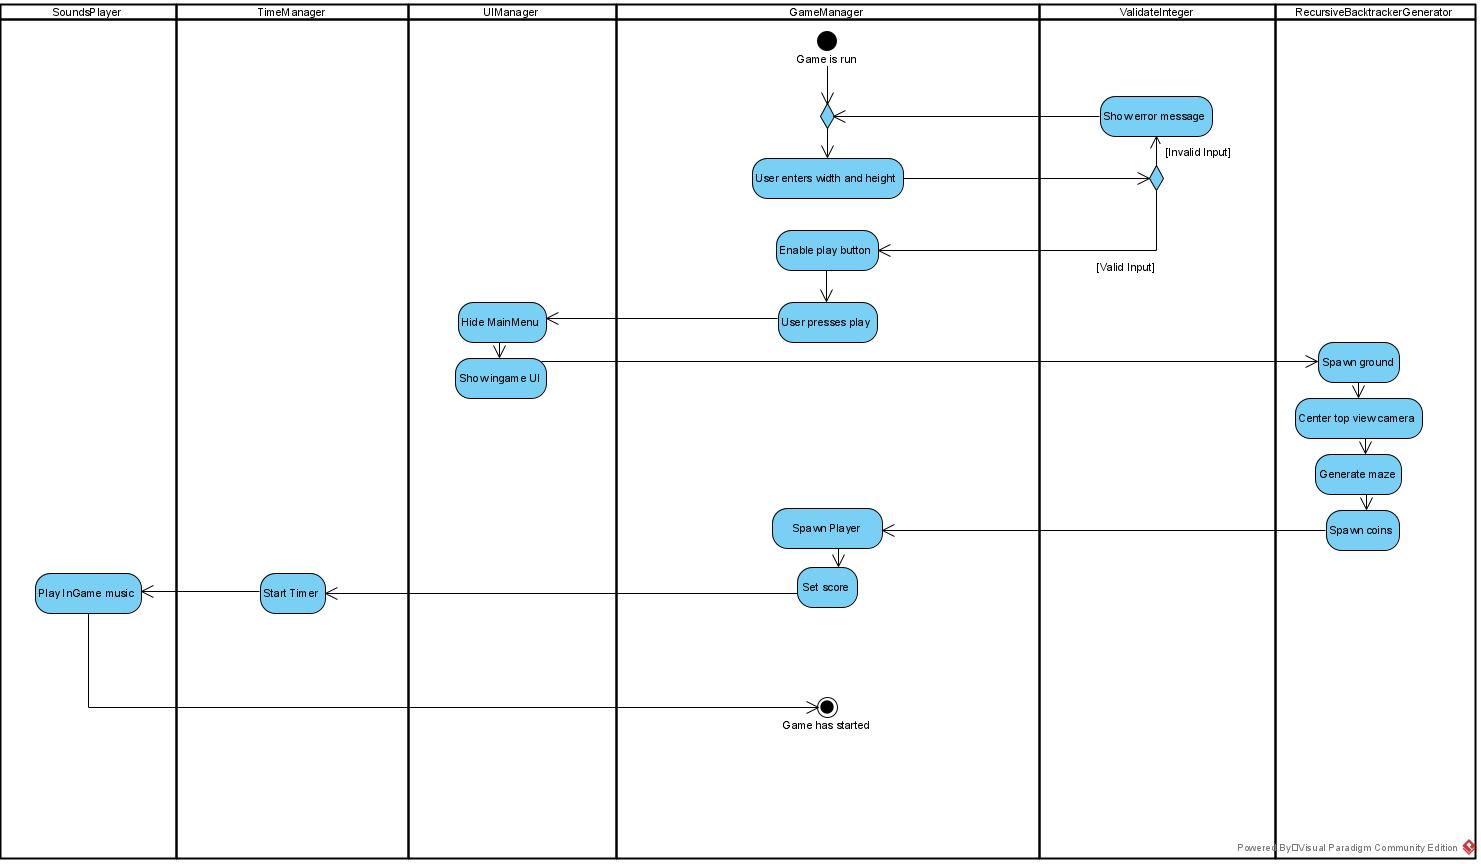 SoundsPlayer
TimeManager
UIManager
GameManager
ValidateInteger
RecursiveBacktrackerGenerator
Game is run
Show error message
[Invalid Input]
User enters width and height
Enable play button
[Valid Input]
Hide MainMenu
User presses play
Show ingame UI
Spawn ground
Center top view camera
Generate maze
Spawn Player
Spawn coins
Play InGame music
Start Timer
Set score
Game has started
Powered By Visual Paradigm Community Edition